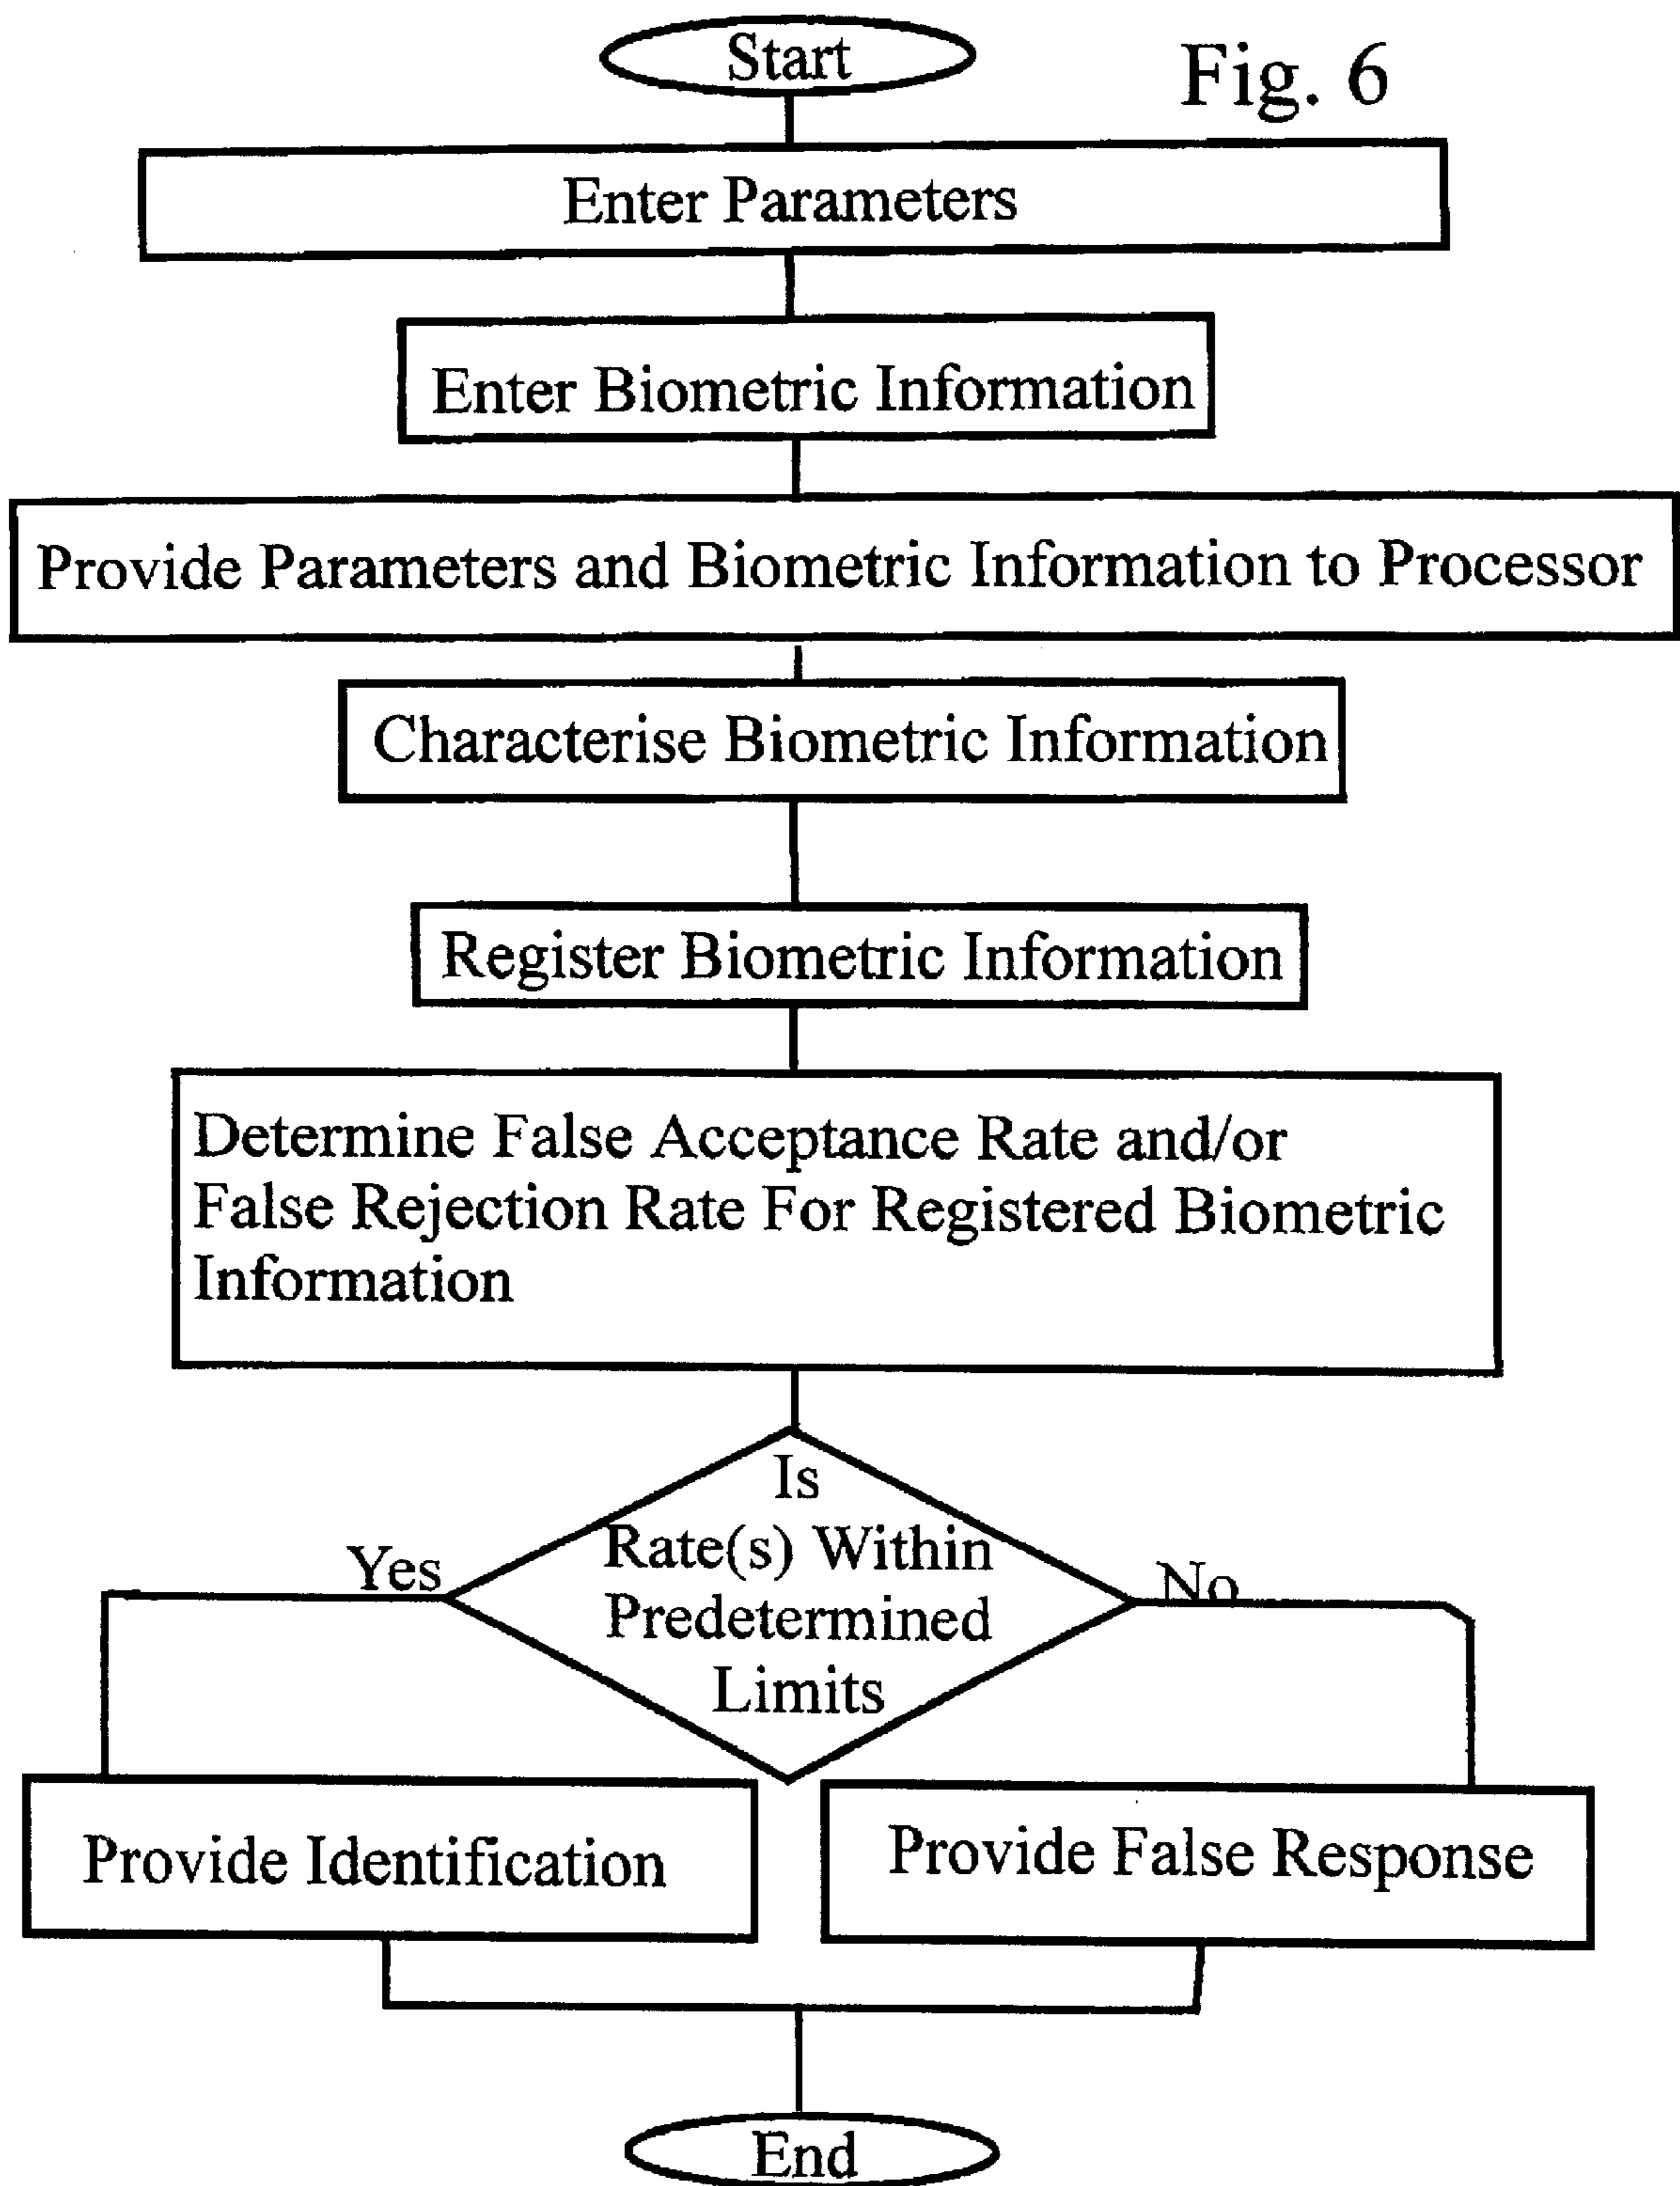 Start
Fig. 6
Enter Parameters
Enter Biometric Information
Provide Parameters and Biometric Information to Processor
Characterise Biometric Information
Register Biometric Information
Determine False Acceptance Rate and/or
False Rejection Rate For Registered Biometric
Information
Is
Rate(s) Within
Predetermined
Limits
Yes
No
Provide Identification
Provide False Response
End